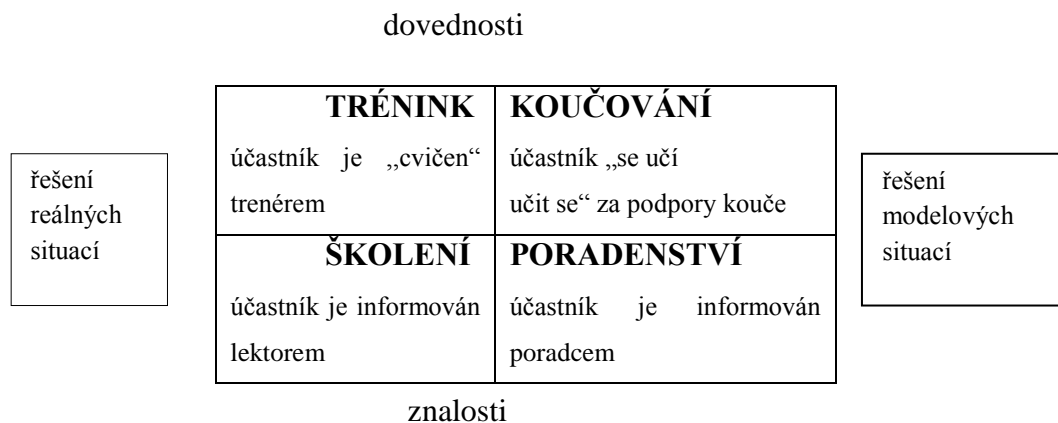 dovednosti
TRÉNINK
účastník je „cvičen“
trenérem
KOUČOVÁNÍ
účastník „se učí
učit se“ za podpory kouče
řešení
reálných
situací
řešení
modelových
situací
ŠKOLENÍ
účastník je informován
lektorem
PORADENSTVÍ
účastník je informován
poradcem
znalosti